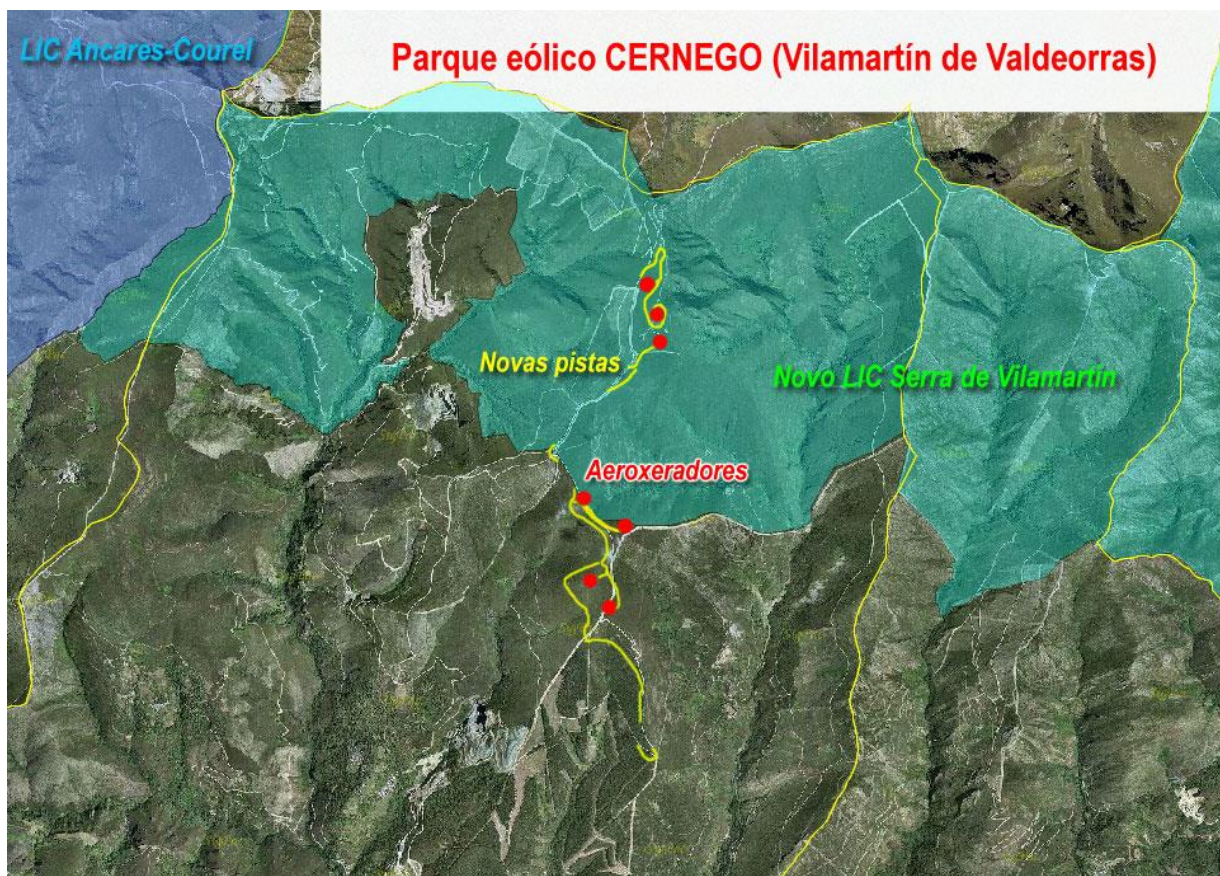 LIC Ancares-Courel
Parque eólico CERNEGO (Vilamartín de Valdeorras)
Novas pistas
Novo LIC Serra de Vilamartín
Aeroxeradores